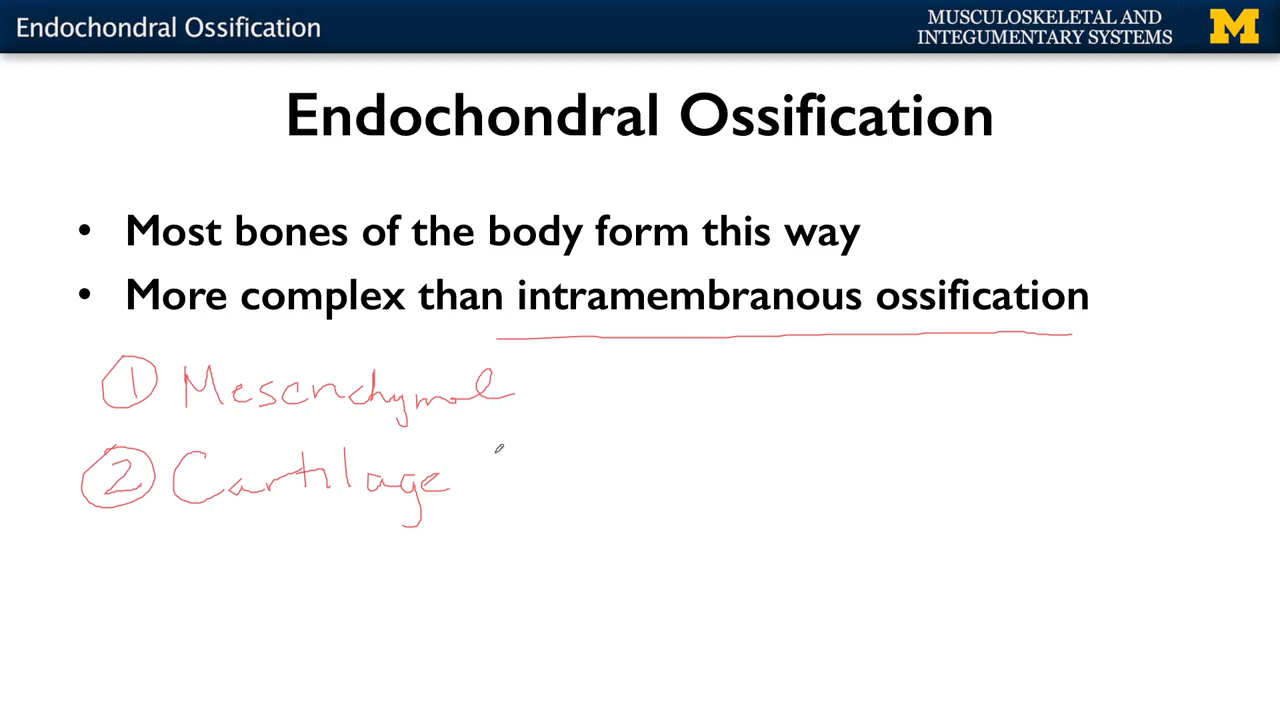 Endochondral Ossification
MUSCULOSKELETAL AND
INTEGUMENTARY SYSTEMS
M
Endochondral Ossification
• Most bones of the body form this way
• More complex than intramembranous ossification
① Mesenchymal
② Cartilage